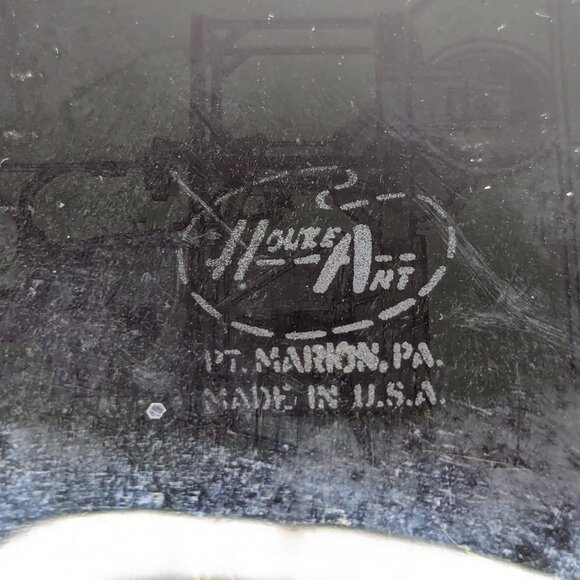 HOUZE ART
PT. MARION, PA.
MADE IN U.S.A.